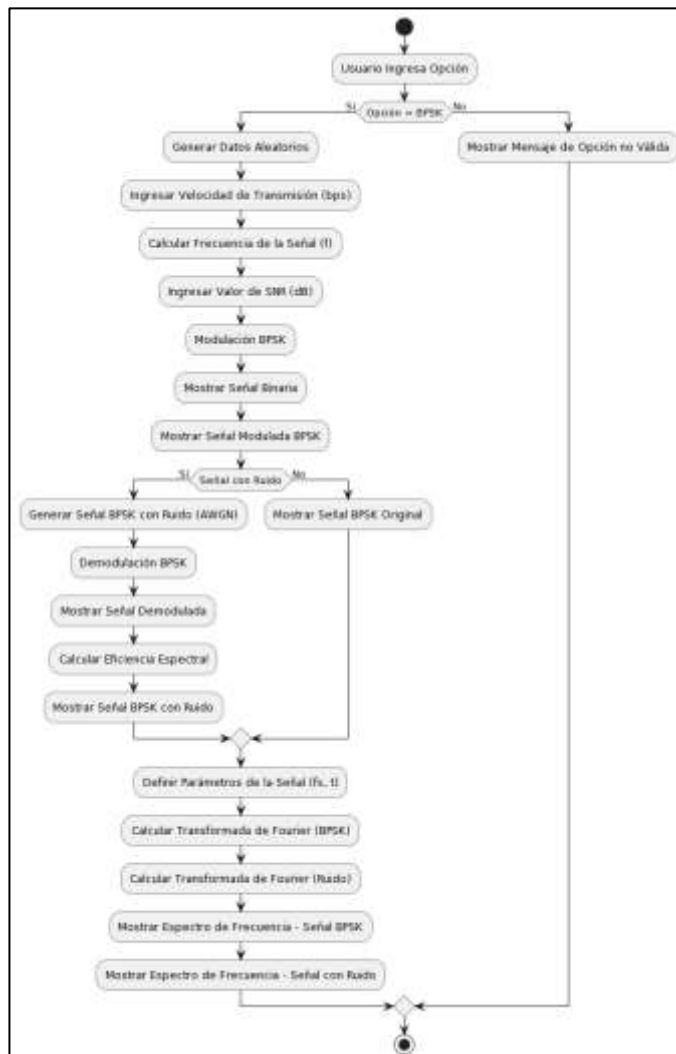 Usuario Ingresa Opción
Si
Opción = BPSK
No
Generar Datos Aleatorios
Mostrar Mensaje de Opción no Válida
Ingresar Velocidad de Transmisión (bps)
Calcular Frecuencia de la Señal (f)
Ingresar Valor de SNR (dB)
Modulación BPSK
Mostrar Señal Binaria
Mostrar Señal Modulada BPSK
Si
Señal con Ruido
No
Generar Señal BPSK con Ruido (AWGN)
Mostrar Señal BPSK Original
Demodulación BPSK
Mostrar Señal Demodulada
Calcular Eficiencia Espectral
Mostrar Señal BPSK con Ruido
Definir Parámetros de la Señal (fs, t)
Calcular Transformada de Fourier (BPSK)
Calcular Transformada de Fourier (Ruido)
Mostrar Espectro de Frecuencia - Señal BPSK
Mostrar Espectro de Frecuencia - Señal con Ruido